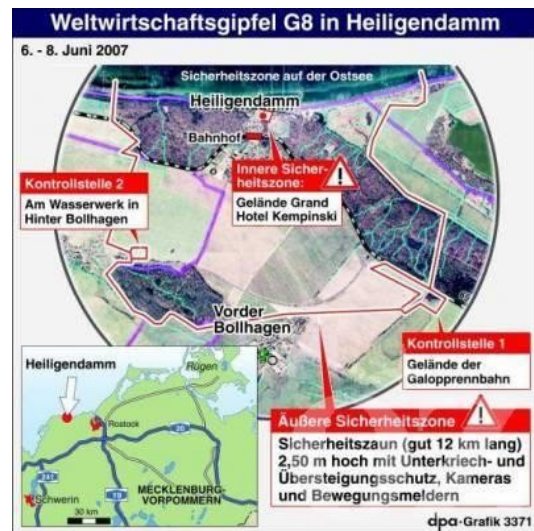 Weltwirtschaftsgipfel G8 in Heiligendamm
6. - 8. Juni 2007
Sicherheitszone auf der Ostsee
Heiligendamm
Bahnhof
Innere Sicher-
heitszone:
Gelände Grand
Hotel Kempinski
Kontrollstelle 2
Am Wasserwerk in
Hinter Bollhagen
Vorder
Bollhagen
Kontrollstelle 1
Gelände der
Galopprennbahn
Heiligendamm
Rügen
Rostock
20
241
Schwerin
19
MECKLENBURG-
VORPOMMERN
30 km
Äußere Sicherheitszone
Sicherheitszaun (gut 12 km lang)
2,50 m hoch mit Unterkriech- und
Übersteigungsschutz, Kameras
und Bewegungsmeldern
dpa-Grafik 3371